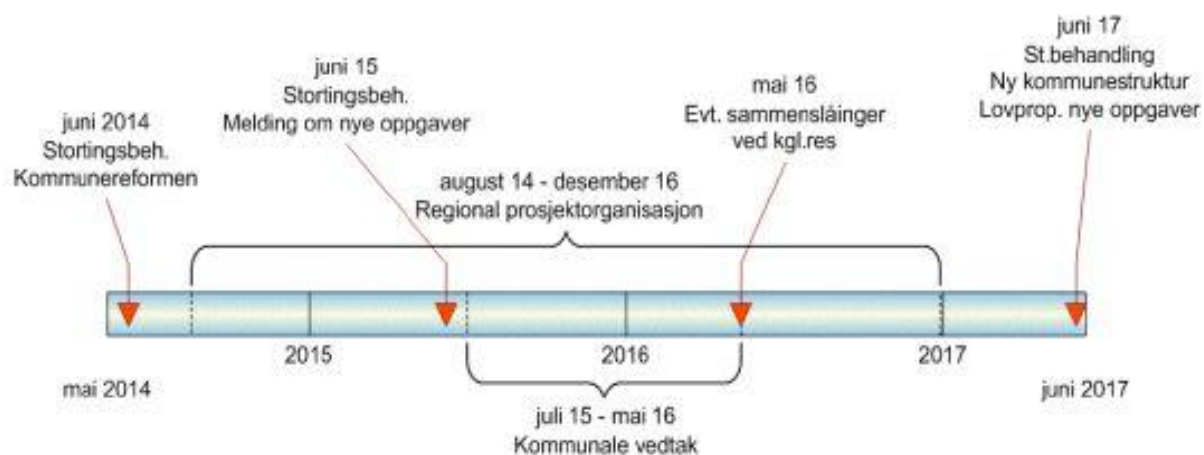 juni 2014
Stortingsbeh.
Kommunereformen
juni 15
Stortingsbeh.
Melding om nye oppgaver
august 14 - desember 16
Regional prosjektorganisasjon
mai 16
Evt. sammensláinger
ved kgl.res
juni 17
St.behandling
Ny kommunestruktur
Lovprop. nye oppgaver
2015
2016
2017
mai 2014
juni 2017
juli 15 - mai 16
Kommunale vedtak